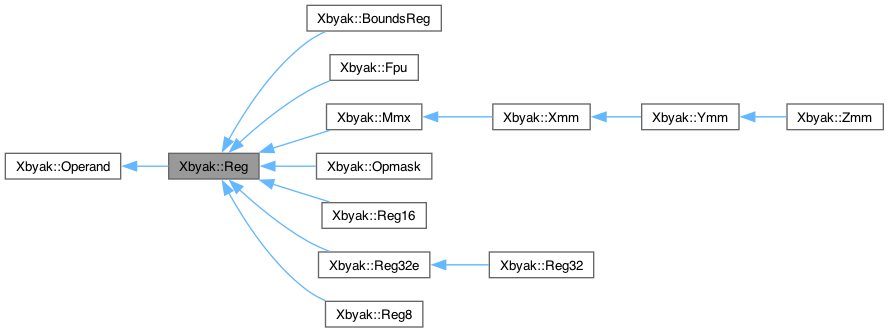 Xbyak::BoundsReg
Xbyak::Fpu
Xbyak::Mmx
Xbyak::Xmm
Xbyak::Ymm
Xbyak::Zmm
Xbyak::Operand
Xbyak::Reg
Xbyak::Opmask
Xbyak::Reg16
Xbyak::Reg32e
Xbyak::Reg32
Xbyak::Reg8